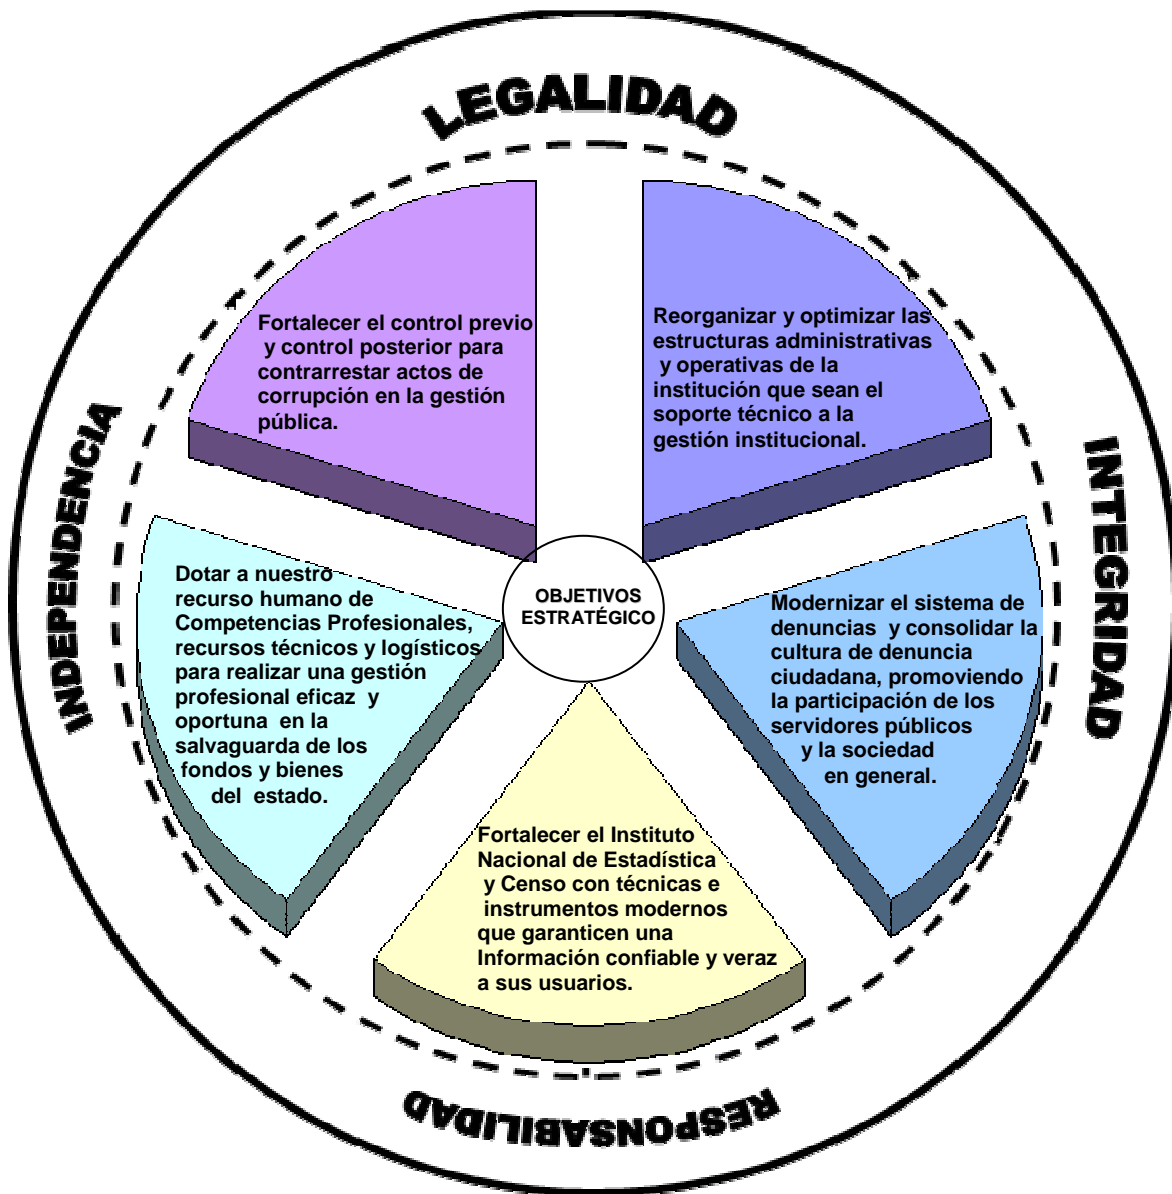 LEGALIDAD
Fortalecer el control previo
y control posterior para
contrarrestar actos de
corrupción en la gestión
pública.
Reorganizar y optimizar las
estructuras administrativas
y operativas de la
institución que sean el
soporte técnico a la
gestión institucional.
INDEPENDENCIA
INTEGRIDAD
OBJETIVOS
ESTRATÉGICO
Dotar a nuestro
recurso humano de
Competencias Profesionales,
recursos técnicos y logísticos
para realizar una gestión
profesional eficaz y
oportuna en la
salvaguarda de los
fondos y bienes
del estado.
Modernizar el sistema de
denuncias y consolidar la
cultura de denuncia
ciudadana, promoviendo
la participación de los
servidores públicos
y la sociedad
en general.
Fortalecer el Instituto
Nacional de Estadística
y Censo con técnicas e
instrumentos modernos
que garanticen una
Información confiable y veraz
a sus usuarios.
RESPONSABILIDAD